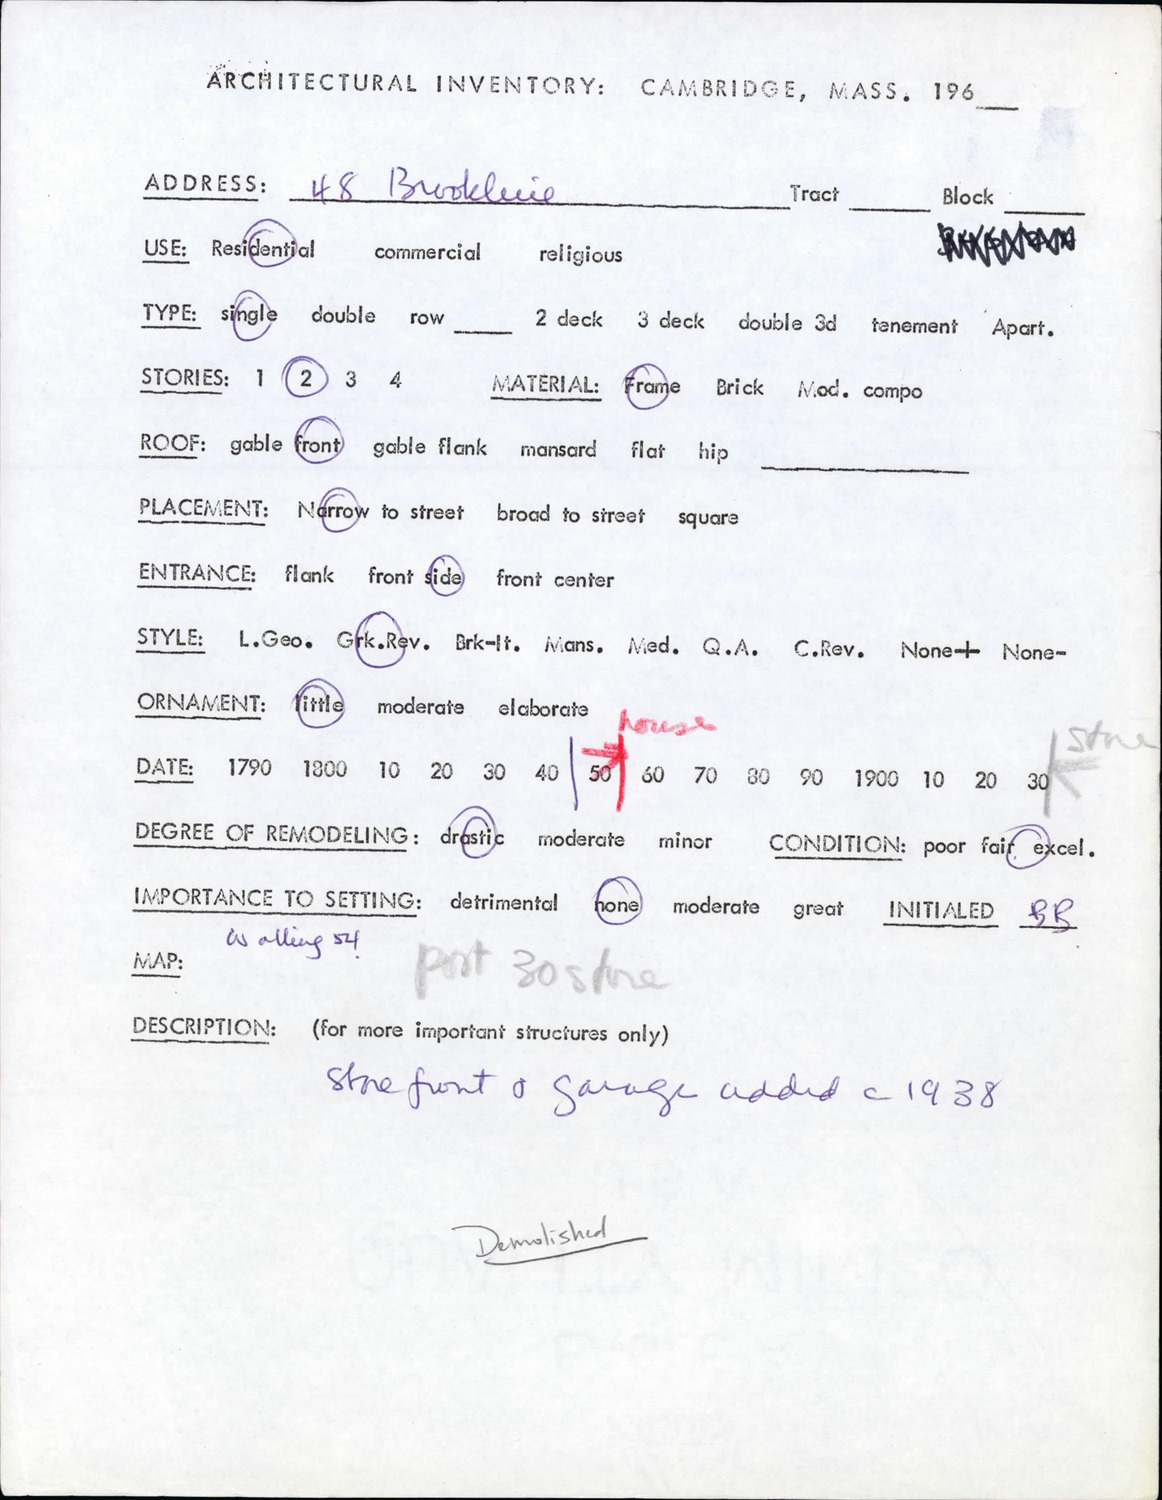 ARCHITECTURAL INVENTORY: CAMBRIDGE, MASS. 196__
ADDRESS: 48 Brookline Tract ____ Block ____
USE: Residential commercial religious
TYPE: single double row ____ 2 deck 3 deck double 3d tenement Apart.
STORIES: 1 2 3 4 MATERIAL: Frame Brick Mod. compo
ROOF: gable front gable flank mansard flat hip ____
PLACEMENT: Narrow to street broad to street square
ENTRANCE: flank front side front center
STYLE: L.Geo. Grk.Rev. Brk-It. Mans. Med. Q.A. C.Rev. None+ None-
ORNAMENT: little moderate elaborate
house
store
DATE: 1790 1800 10 20 30 40 50 60 70 80 90 1900 10 20 30
DEGREE OF REMODELING: drastic moderate minor CONDITION: poor fair excel.
IMPORTANCE TO SETTING: detrimental none moderate great INITIALED BB
Walling 54
MAP: post 30 store
DESCRIPTION: (for more important structures only)
Store front & garage added c 1938
Demolished